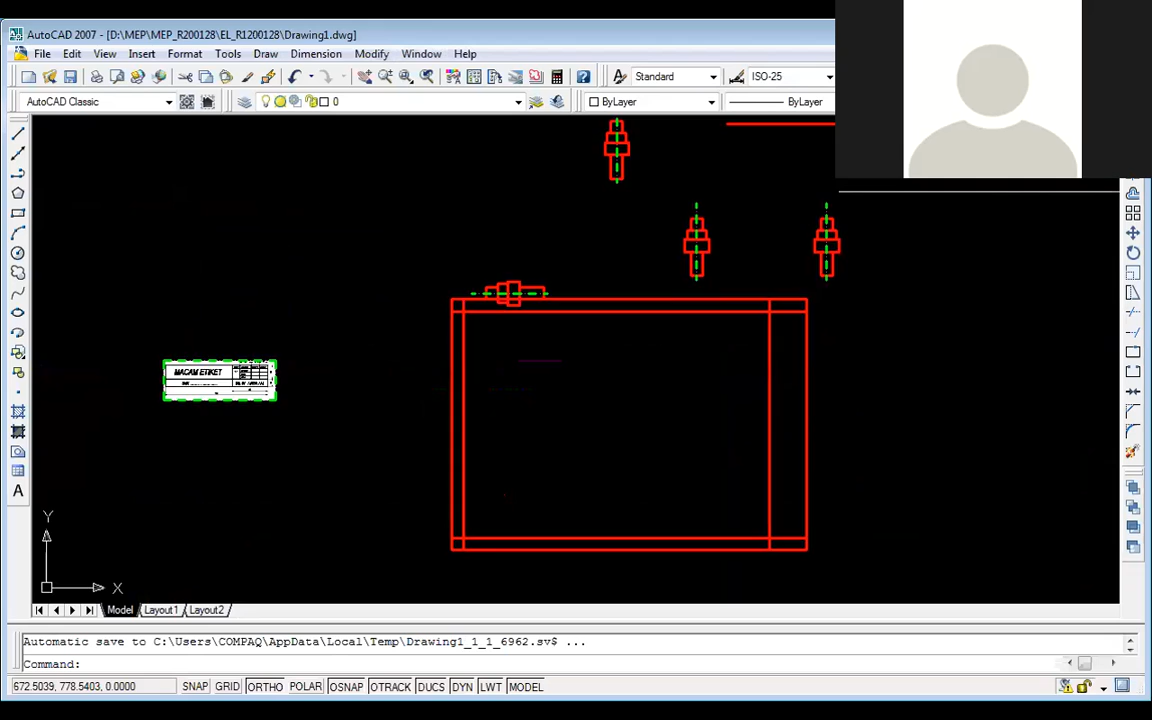 AutoCAD 2007 - [D:\MEP\MEP_R200128\EL_R1200128\Drawing1.dwg]
File Edit View Insert Format Tools Draw Dimension Modify Window Help
Standard ISO-25
AutoCAD Classic 0 ByLayer ByLayer
MACAM ETIKET
Y
X
Model Layout1 Layout2
Automatic save to C:\Users\COMPAQ\AppData\Local\Temp\Drawing1_1_1_6962.sv$ ...
Command:
672.5039, 778.5403, 0.0000 SNAP GRID ORTHO POLAR OSNAP OTRACK DUCS DYN LWT MODEL